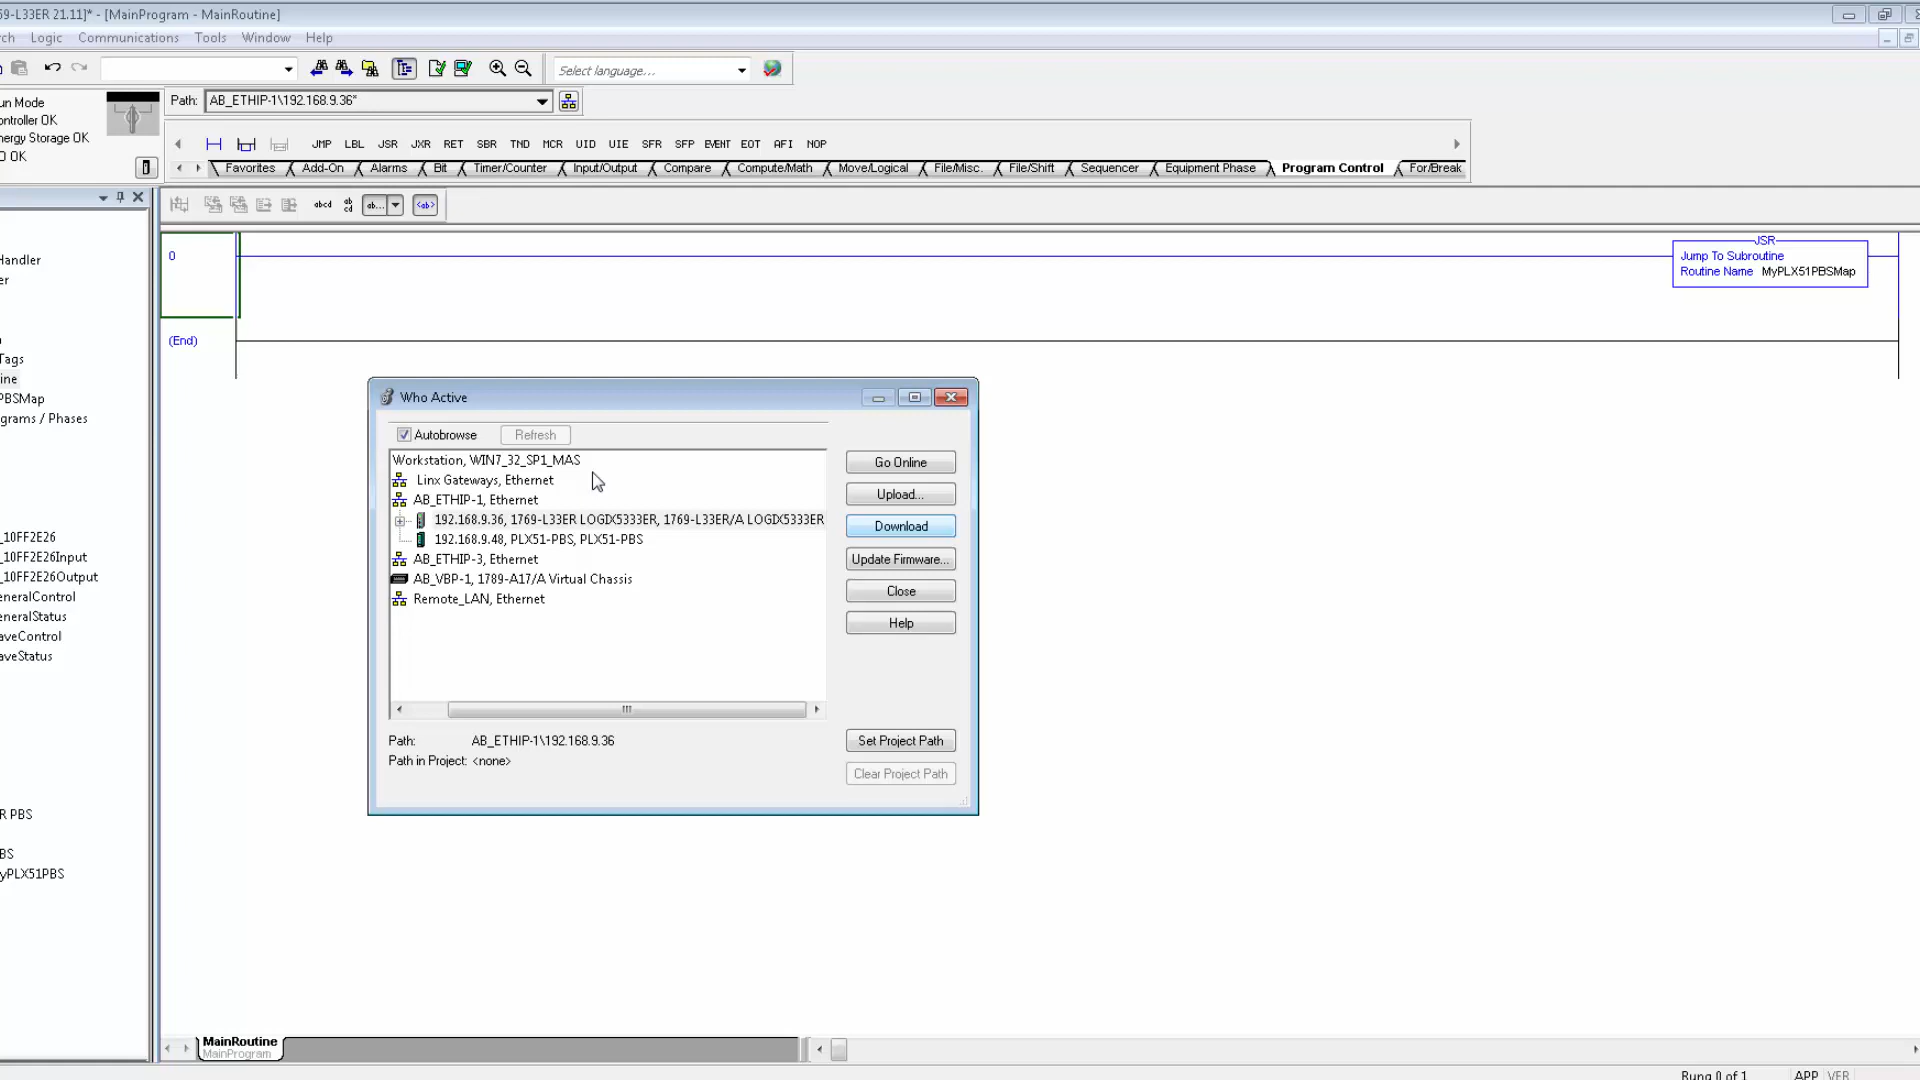 59-L33ER 21.11]* - [MainProgram - MainRoutine]
rch Logic Communications Tools Window Help
Select language...
un Mode
ontroller OK
nergy Storage OK
O OK
Path: AB_ETHIP-1\192.168.9.36*
JMP LBL JSR JXR RET SBR TND MCR UID UIE SFR SFP EVENT EOT AFI NOP
Favorites Add-On Alarms Bit Timer/Counter Input/Output Compare Compute/Math Move/Logical File/Misc. File/Shift Sequencer Equipment Phase Program Control For/Break
abcd ab cd ab... <ab>
Handler
er
Tags
ine
PBSMap
grams / Phases
_10FF2E26
_10FF2E26Input
_10FF2E26Output
eneralControl
eneralStatus
aveControl
aveStatus
R PBS
BS
yPLX51PBS
0
JSR
Jump To Subroutine
Routine Name MyPLX51PBSMap
(End)
Who Active
Autobrowse Refresh
Workstation, WIN7_32_SP1_MAS
Linx Gateways, Ethernet
AB_ETHIP-1, Ethernet
192.168.9.36, 1769-L33ER LOGIX5333ER, 1769-L33ER/A LOGIX5333ER
192.168.9.48, PLX51-PBS, PLX51-PBS
AB_ETHIP-3, Ethernet
AB_VBP-1, 1789-A17/A Virtual Chassis
Remote_LAN, Ethernet
Go Online
Upload...
Download
Update Firmware...
Close
Help
Set Project Path
Clear Project Path
Path: AB_ETHIP-1\192.168.9.36
Path in Project: <none>
MainRoutine
MainProgram
Rung 0 of 1 APP VER